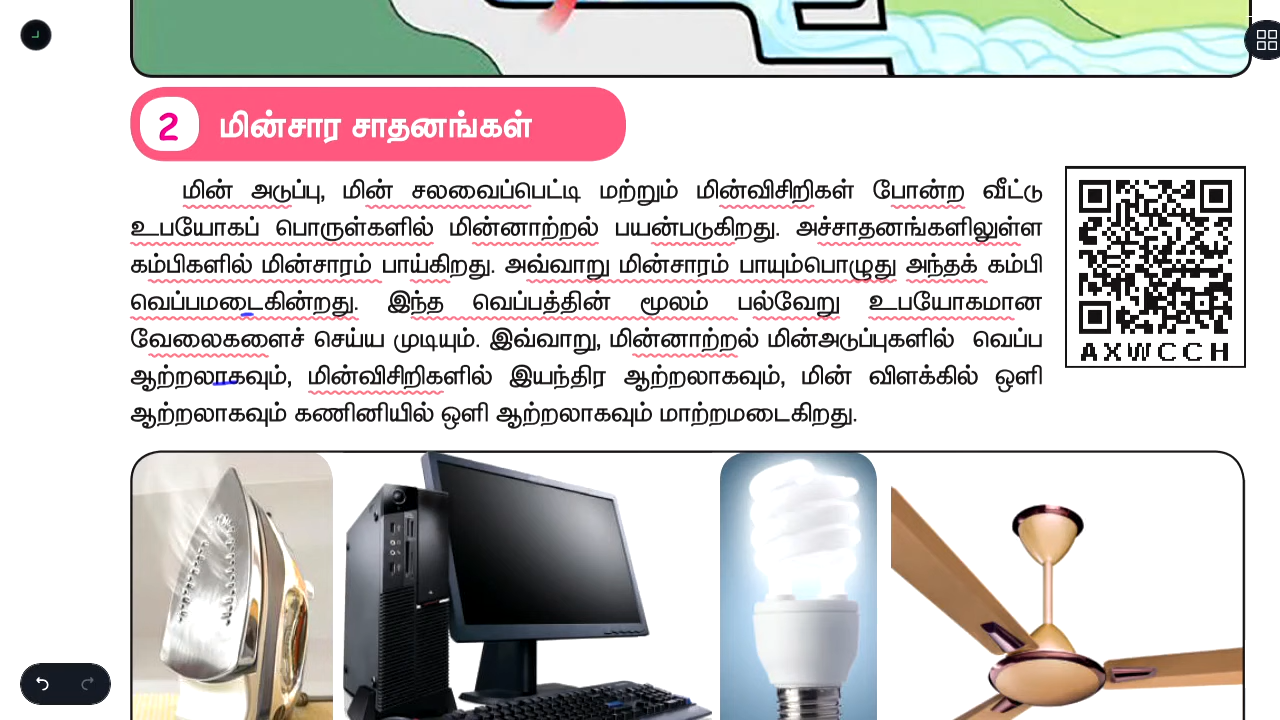 2 மின்சார சாதனங்கள்
மின் அடுப்பு, மின் சலவைப்பெட்டி மற்றும் மின்விசிறிகள் போன்ற வீட்டு
உபயோகப் பொருள்களில் மின்னாற்றல் பயன்படுகிறது. அச்சாதனங்களிலுள்ள
கம்பிகளில் மின்சாரம் பாய்கிறது. அவ்வாறு மின்சாரம் பாயும்பொழுது அந்தக் கம்பி
வெப்பமடைகின்றது. இந்த வெப்பத்தின் மூலம் பல்வேறு உபயோகமான
வேலைகளைச் செய்ய முடியும். இவ்வாறு, மின்னாற்றல் மின்அடுப்புகளில் வெப்ப
ஆற்றலாகவும், மின்விசிறிகளில் இயந்திர ஆற்றலாகவும், மின் விளக்கில் ஒளி
ஆற்றலாகவும் கணினியில் ஒளி ஆற்றலாகவும் மாற்றமடைகிறது.
AXWCCH